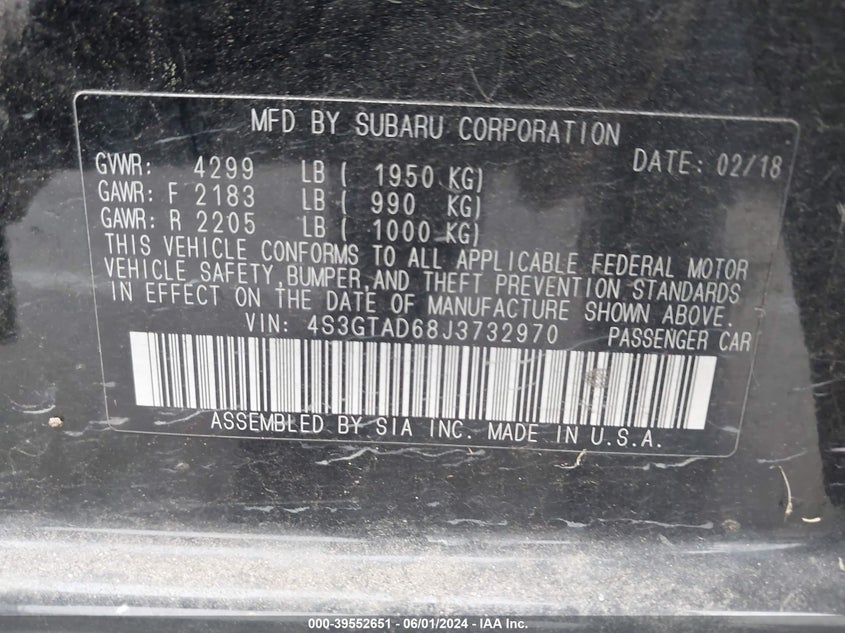 MFD BY SUBARU CORPORATION
GVWR: 4299 LB ( 1950 KG) DATE: 02/18
GAWR: F 2183 LB ( 990 KG)
GAWR: R 2205 LB ( 1000 KG)
THIS VEHICLE CONFORMS TO ALL APPLICABLE FEDERAL MOTOR
VEHICLE SAFETY,BUMPER,AND THEFT PREVENTION STANDARDS
IN EFFECT ON THE DATE OF MANUFACTURE SHOWN ABOVE.
VIN: 4S3GTAD68J3732970 PASSENGER CAR
ASSEMBLED BY SIA INC. MADE IN U.S.A.
000-39552651 - 06/01/2024 - IAA Inc.